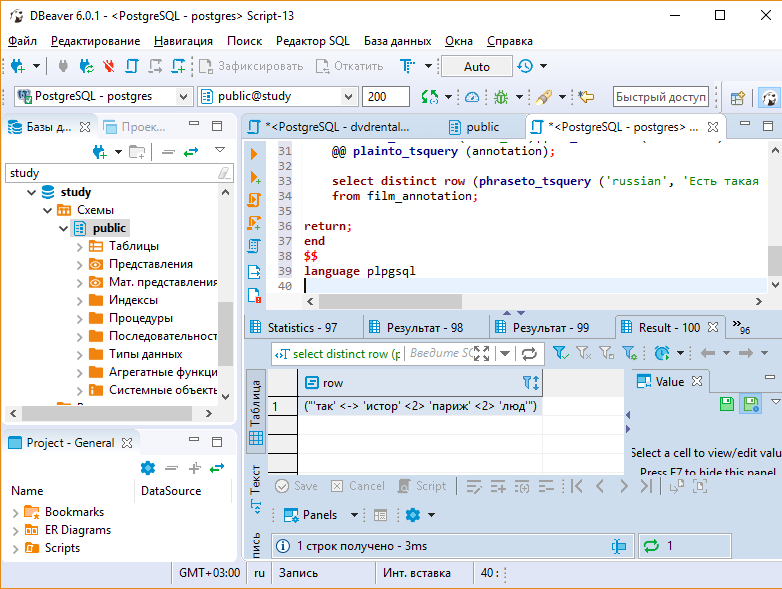 DBeaver 6.0.1 - <PostgreSQL - postgres> Script-13
Файл Редактирование Навигация Поиск Редактор SQL База данных Окна Справка
Зафиксировать Откатить Auto
PostgreSQL - postgres public@study 200 Быстрый доступ
Базы д... Проек...
*<PostgreSQL - dvdrental... public *<PostgreSQL - postgres> ...
study
study
Схемы
public
Таблицы
Представления
Мат. представления
Индексы
Процедуры
Последовательност
Типы данных
Агрегатные функци
Системные объекть
31 @@ plainto_tsquery (annotation);
32
33 select distinct row (phraseto_tsquery ('russian', 'Есть такая
34 from film_annotation;
35
36 return;
37 end
38 $$
39 language plpgsql
40
Statistics - 97 Результат - 98 Результат - 99 Result - 100 »96
select distinct row (p Введите SQ
Таблица
Текст
row
1 ("'так' <-> 'истор' <2> 'париж' <2> 'люд'")
Value
Select a cell to view/edit valu
Press F7 to hide this panel
Save Cancel Script
Panels
1 строк получено - 3ms 1
Project - General
Name DataSource
Bookmarks
ER Diagrams
Scripts
GMT+03:00 ru Запись Инт. вставка 40 :